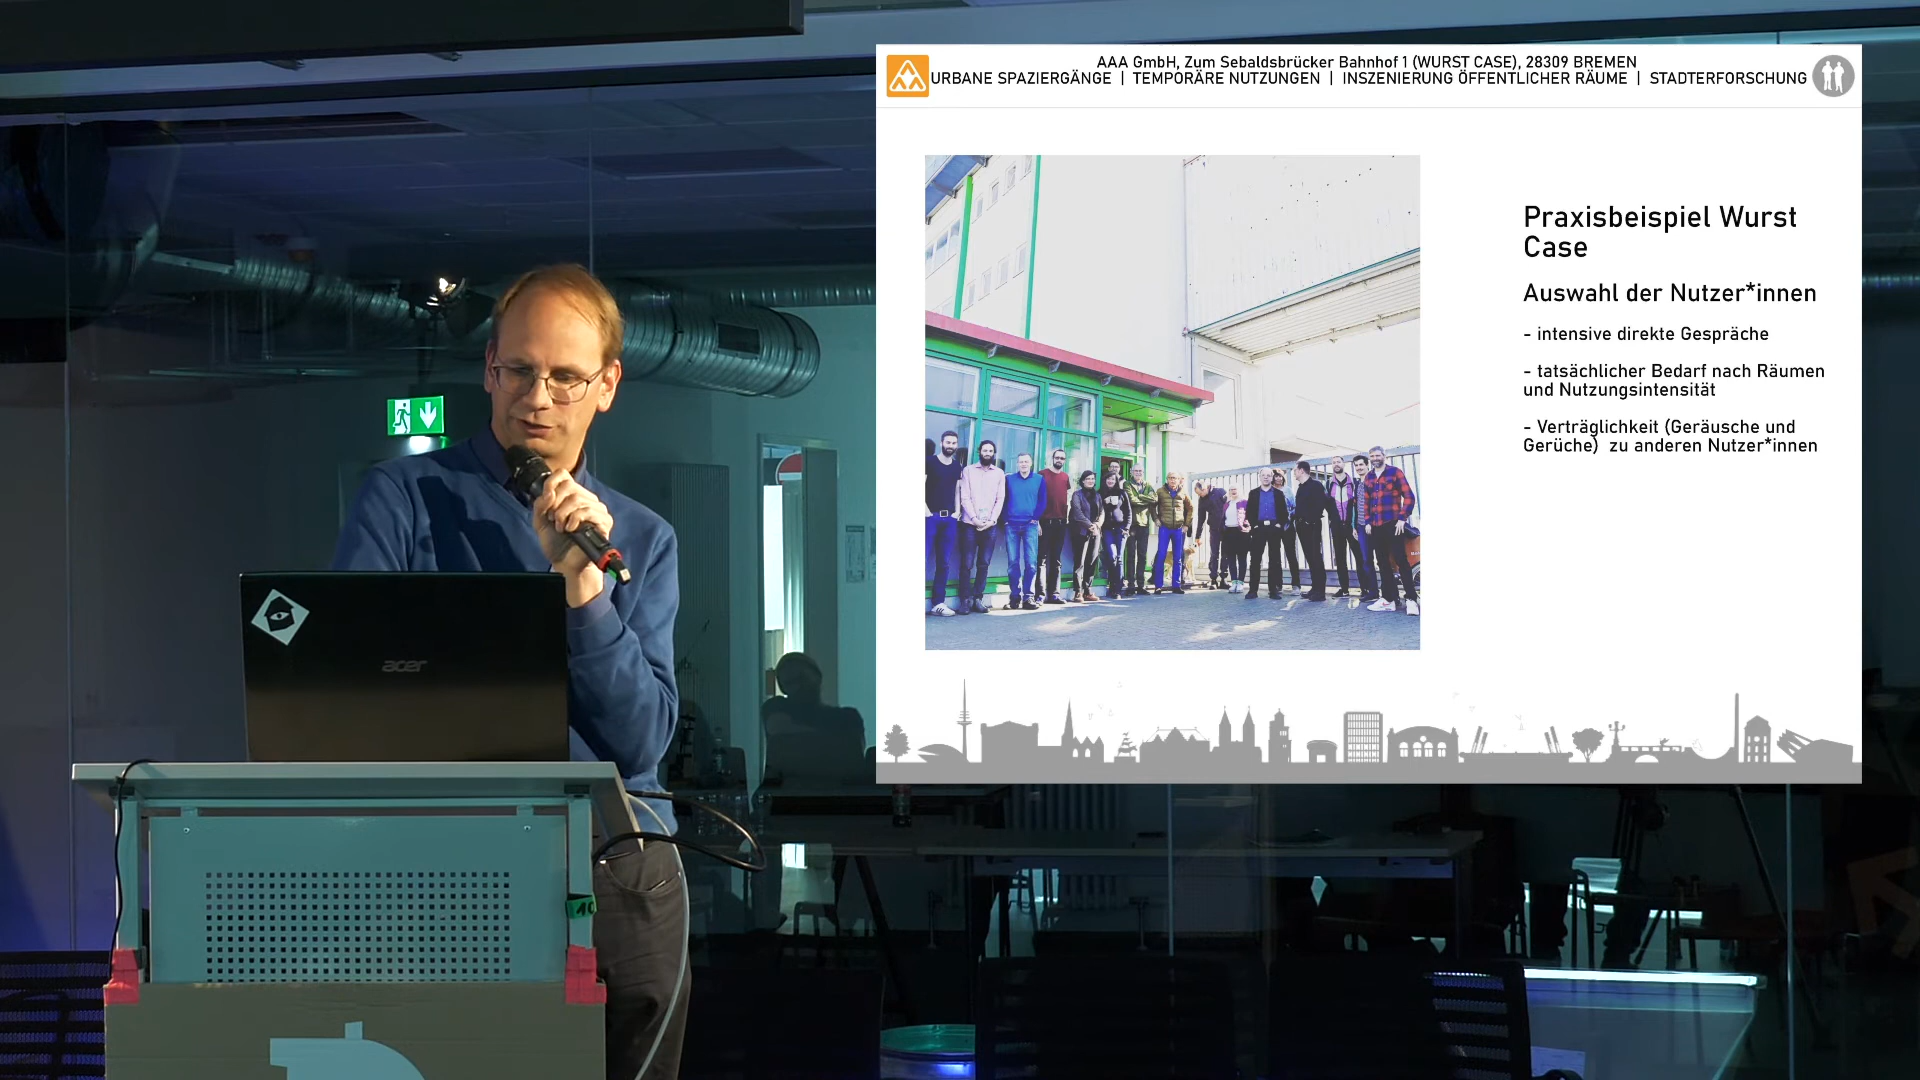 AAA GmbH, Zum Sebaldsbrücker Bahnhof 1 (WURST CASE), 28309 BREMEN
URBANE SPAZIERGÄNGE | TEMPORÄRE NUTZUNGEN | INSZENIERUNG ÖFFENTLICHER RÄUME | STADTERFORSCHUNG
Praxisbeispiel Wurst
Case
Auswahl der Nutzer*innen
- intensive direkte Gespräche
- tatsächlicher Bedarf nach Räumen
und Nutzungsintensität
- Verträglichkeit (Geräusche und
Gerüche) zu anderen Nutzer*innen
acer